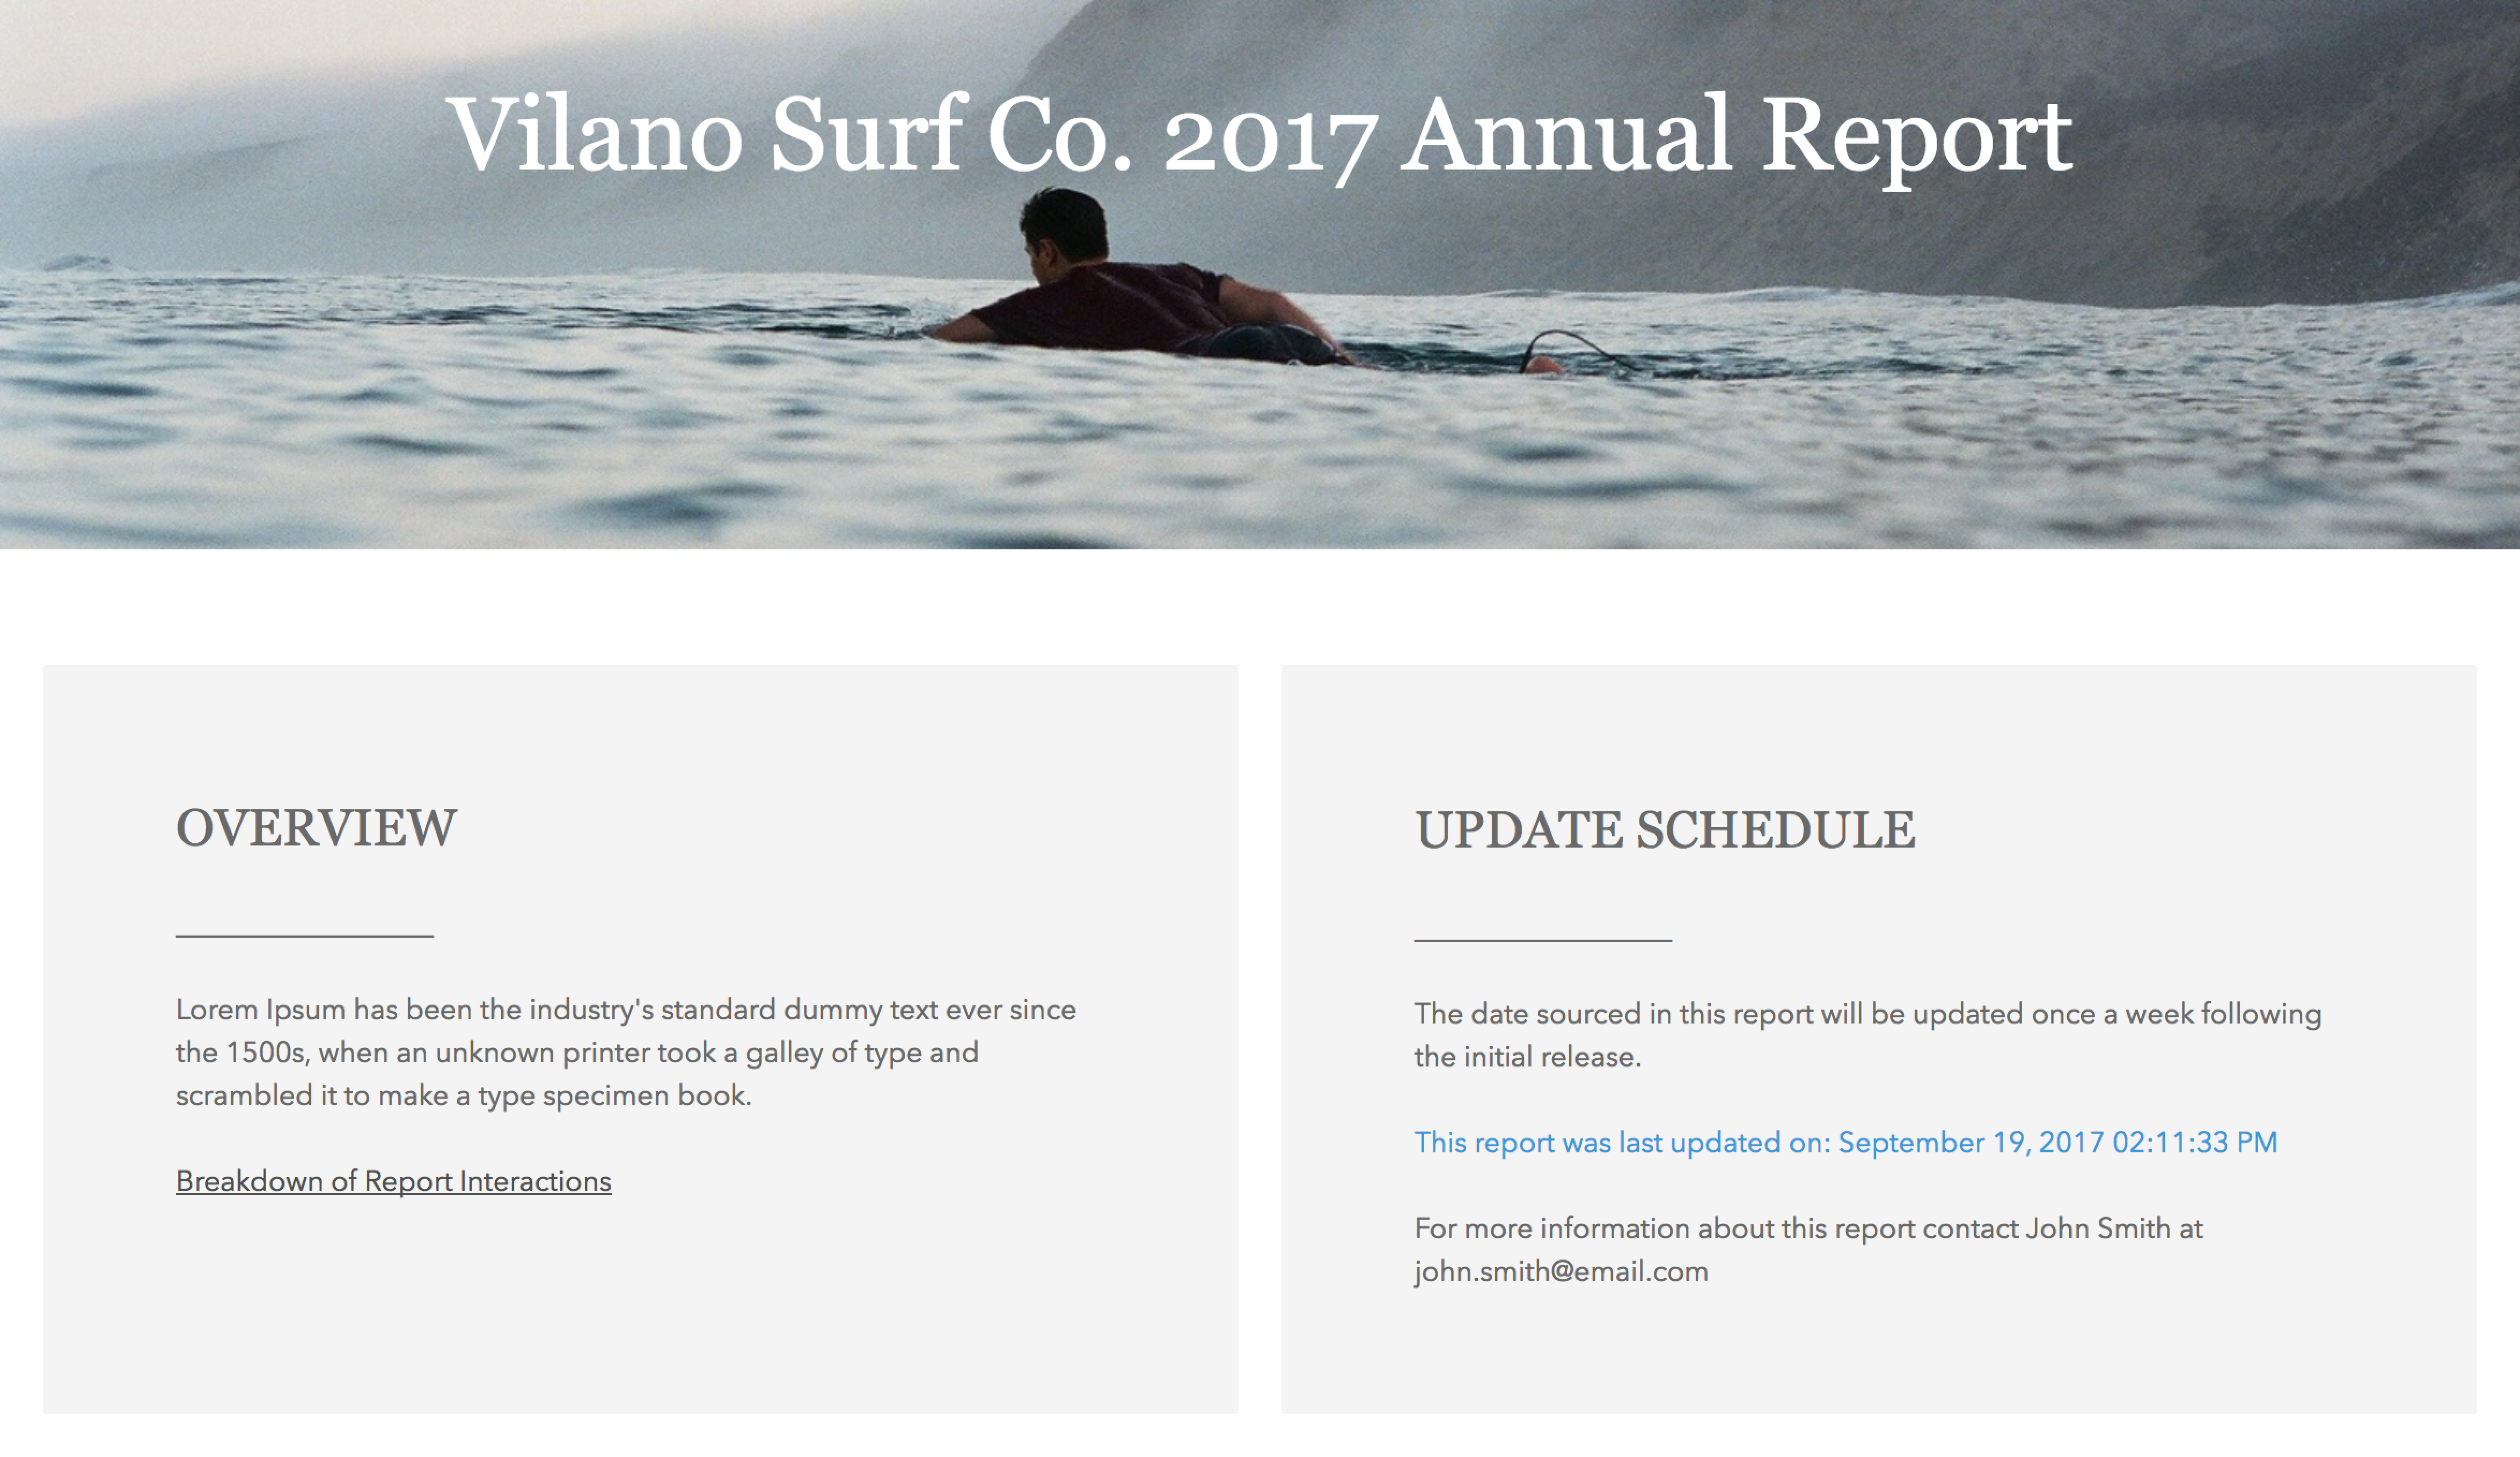 Vilano Surf Co. 2017 Annual Report
OVERVIEW
Lorem Ipsum has been the industry's standard dummy text ever since
the 1500s, when an unknown printer took a galley of type and
scrambled it to make a type specimen book.
Breakdown of Report Interactions
UPDATE SCHEDULE
The date sourced in this report will be updated once a week following
the initial release.
This report was last updated on: September 19, 2017 02:11:33 PM
For more information about this report contact John Smith at
john.smith@email.com